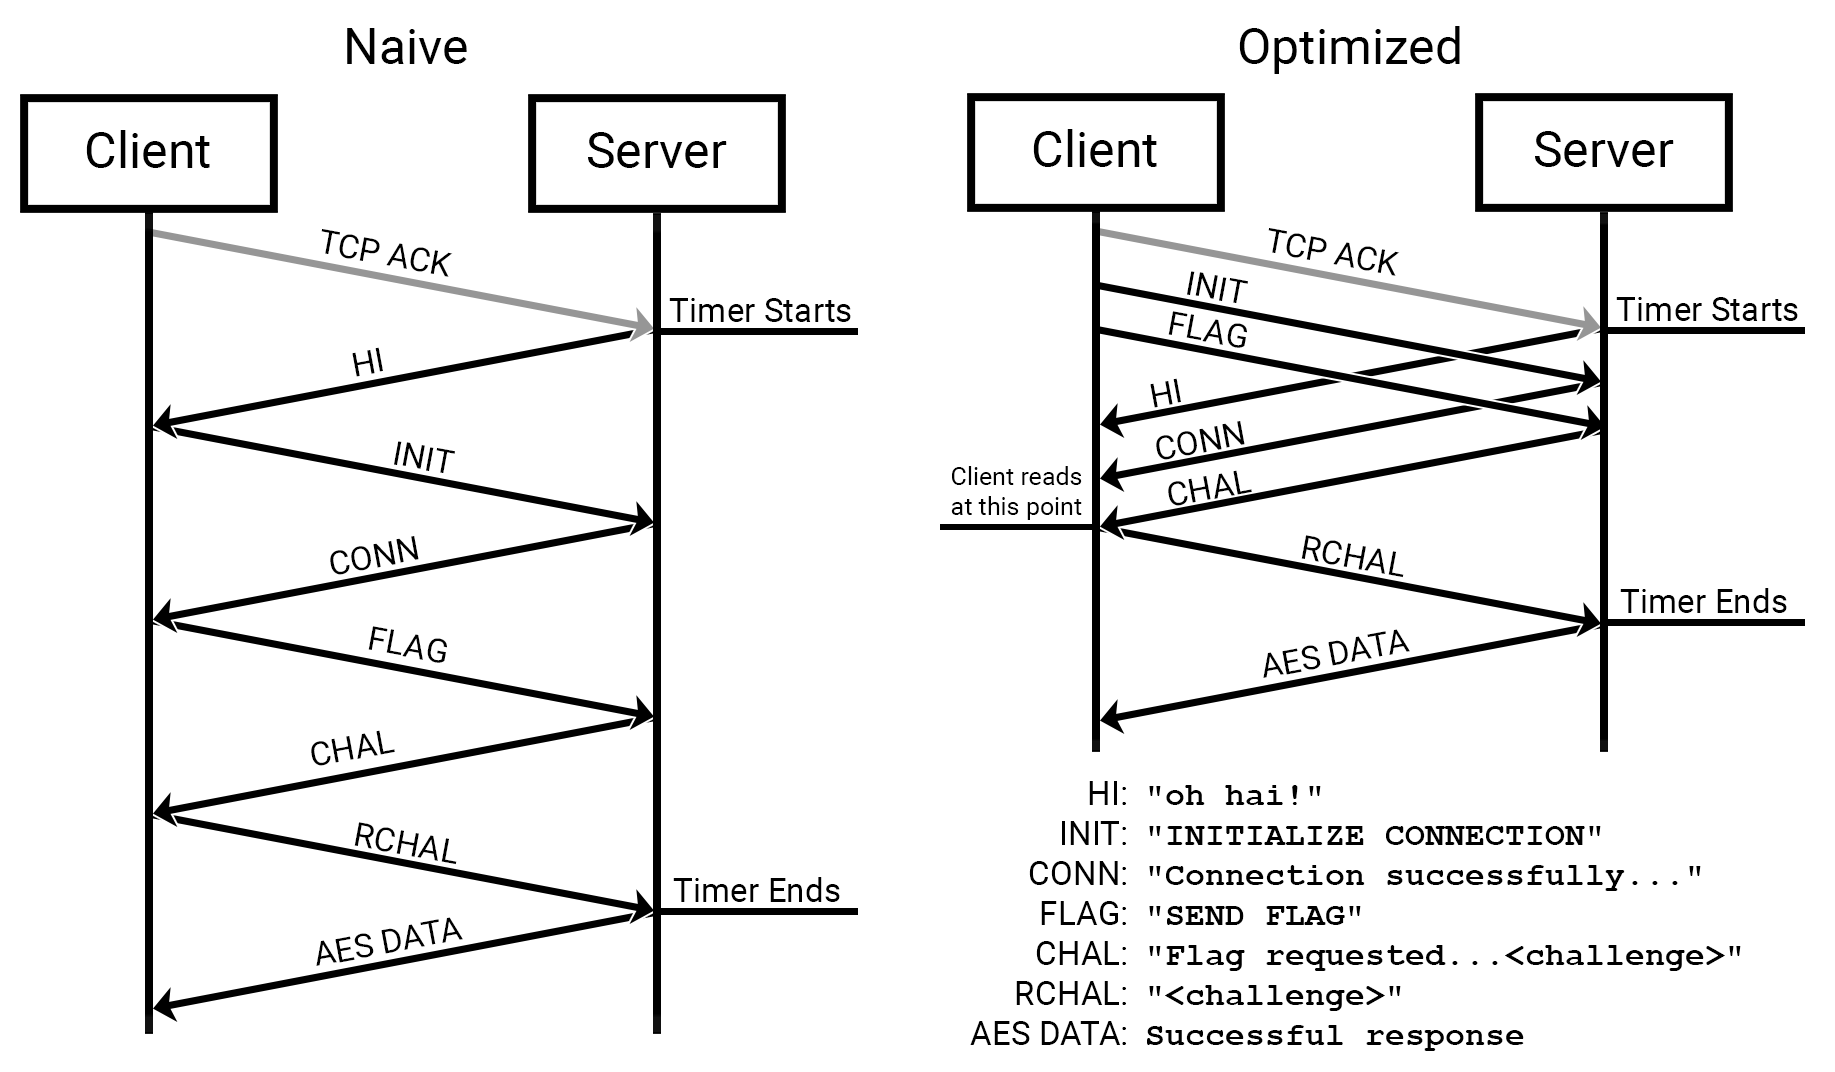 Naive
Client
Server
TCP ACK
Timer Starts
HI
INIT
CONN
FLAG
CHAL
RCHAL
Timer Ends
AES DATA
Optimized
Client
Server
TCP ACK
INIT
Timer Starts
FLAG
HI
CONN
Client reads
at this point
CHAL
RCHAL
Timer Ends
AES DATA
HI: "oh hai!"
INIT: "INITIALIZE CONNECTION"
CONN: "Connection successfully..."
FLAG: "SEND FLAG"
CHAL: "Flag requested...<challenge>"
RCHAL: "<challenge>"
AES DATA: Successful response